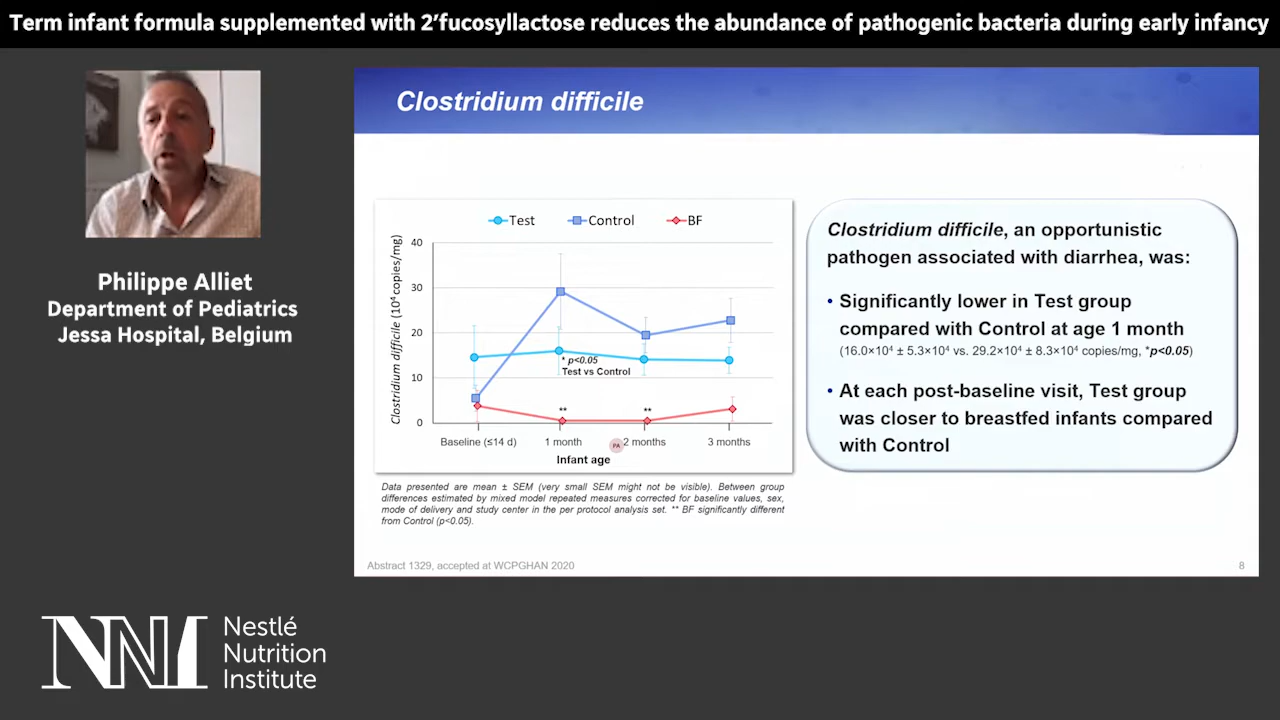 Term infant formula supplemented with 2’fucosyllactose reduces the abundance of pathogenic bacteria during early infancy
Philippe Alliet
Department of Pediatrics
Jessa Hospital, Belgium
Clostridium difficile
Test
Control
BF
Clostridium difficile (10⁴ copies/mg)
40
30
20
10
0
* p<0.05
Test vs Control
**
**
Baseline (≤14 d)
1 month
PA
2 months
3 months
Infant age
Data presented are mean ± SEM (very small SEM might not be visible). Between group
differences estimated by mixed model repeated measures corrected for baseline values, sex,
mode of delivery and study center in the per protocol analysis set. ** BF significantly different
from Control (p<0.05).
Clostridium difficile, an opportunistic
pathogen associated with diarrhea, was:
• Significantly lower in Test group
compared with Control at age 1 month
(16.0×10⁴ ± 5.3×10⁴ vs. 29.2×10⁴ ± 8.3×10⁴ copies/mg, *p<0.05)
• At each post-baseline visit, Test group
was closer to breastfed infants compared
with Control
Abstract 1329, accepted at WCPGHAN 2020
8
NNI
Nestlé
Nutrition
Institute